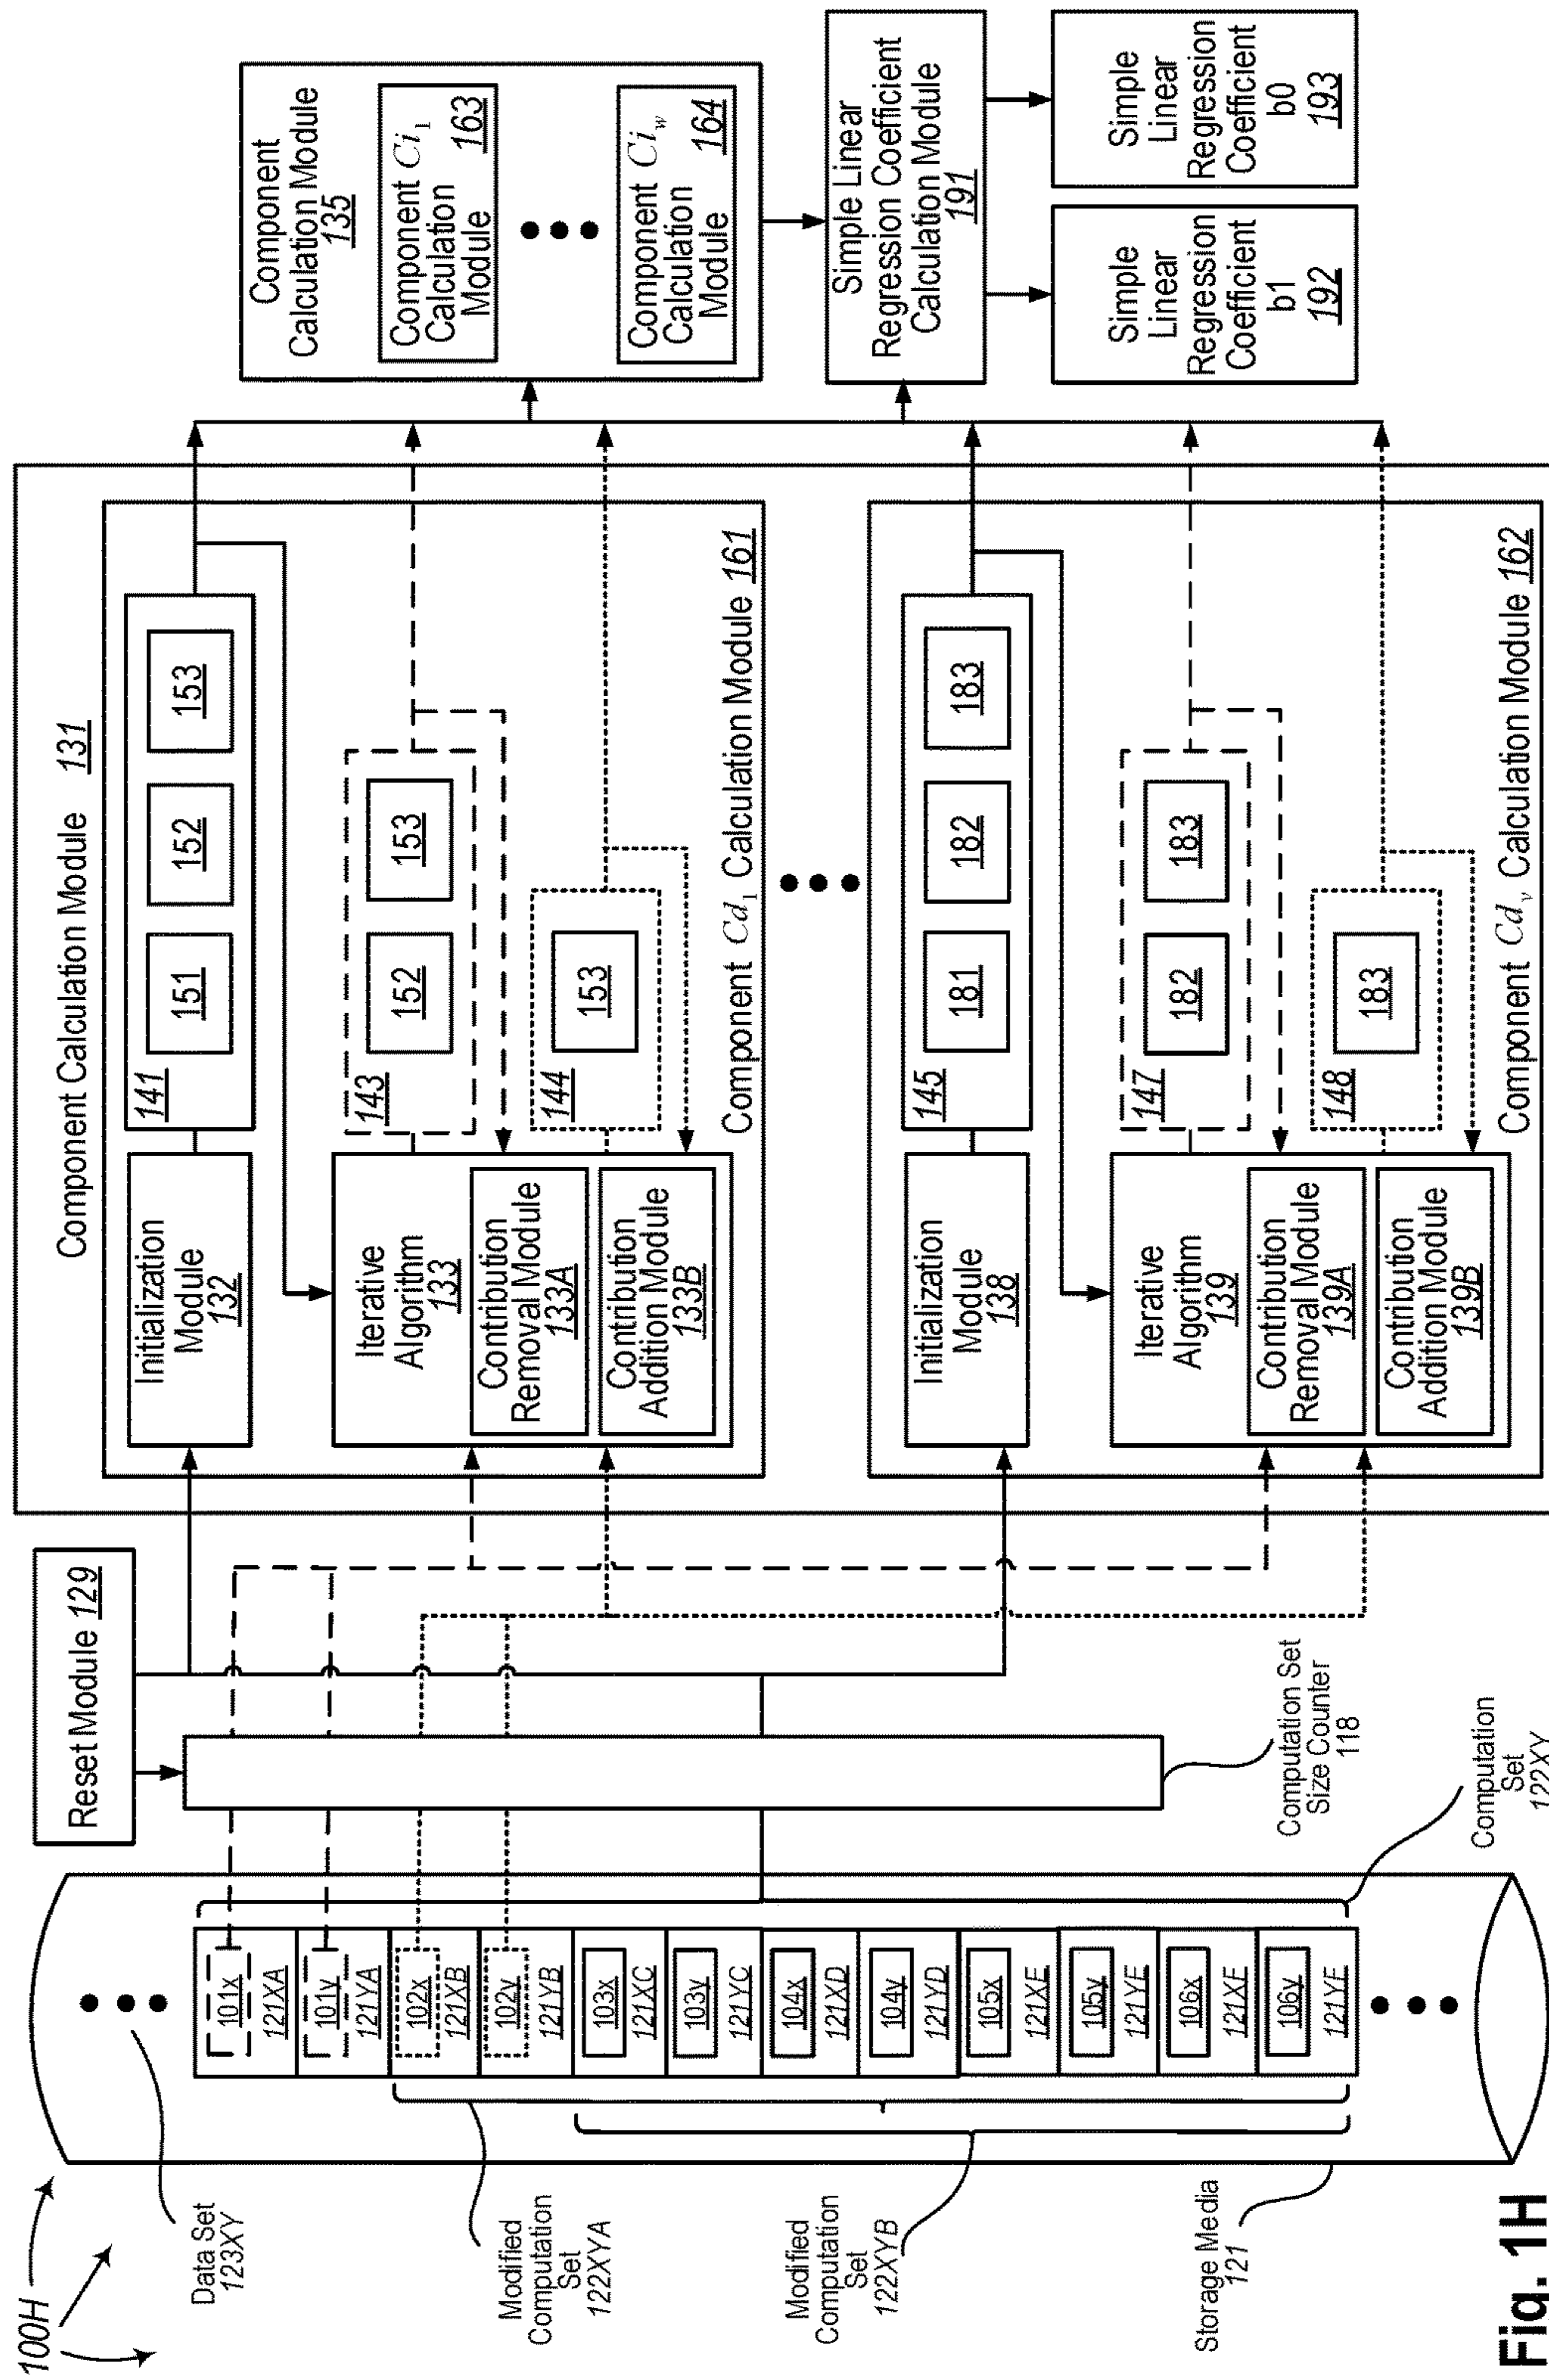 100H
Data Set
123XY
Modified
Computation
Set
122XYA
Modified
Computation
Set
122XYB
Storage Media
121
101x
121XA
101y
121YA
102x
121XB
102y
121YB
103x
121XC
103y
121YC
104x
121XD
104y
121YD
105x
121XE
105y
121YE
106x
121XF
106y
121YF
Computation
Set
122XY
Computation Set
Size Counter
118
Reset Module 129
Component Calculation Module 131
Initialization
Module
132
141
151
152
153
Iterative
Algorithm
133
Contribution
Removal Module
133A
Contribution
Addition Module
133B
143
152
153
144
153
Component Cd1 Calculation Module 161
Initialization
Module
138
145
181
182
183
Iterative
Algorithm
139
Contribution
Removal Module
139A
Contribution
Addition Module
139B
147
182
183
148
183
Component Cdv Calculation Module 162
Component
Calculation Module
135
Component Ci1
Calculation
Module 163
Component Ciw
Calculation
Module 164
Simple Linear
Regression Coefficient
Calculation Module
191
Simple
Linear
Regression
Coefficient
b1
192
Simple
Linear
Regression
Coefficient
b0
193
Fig. 1H